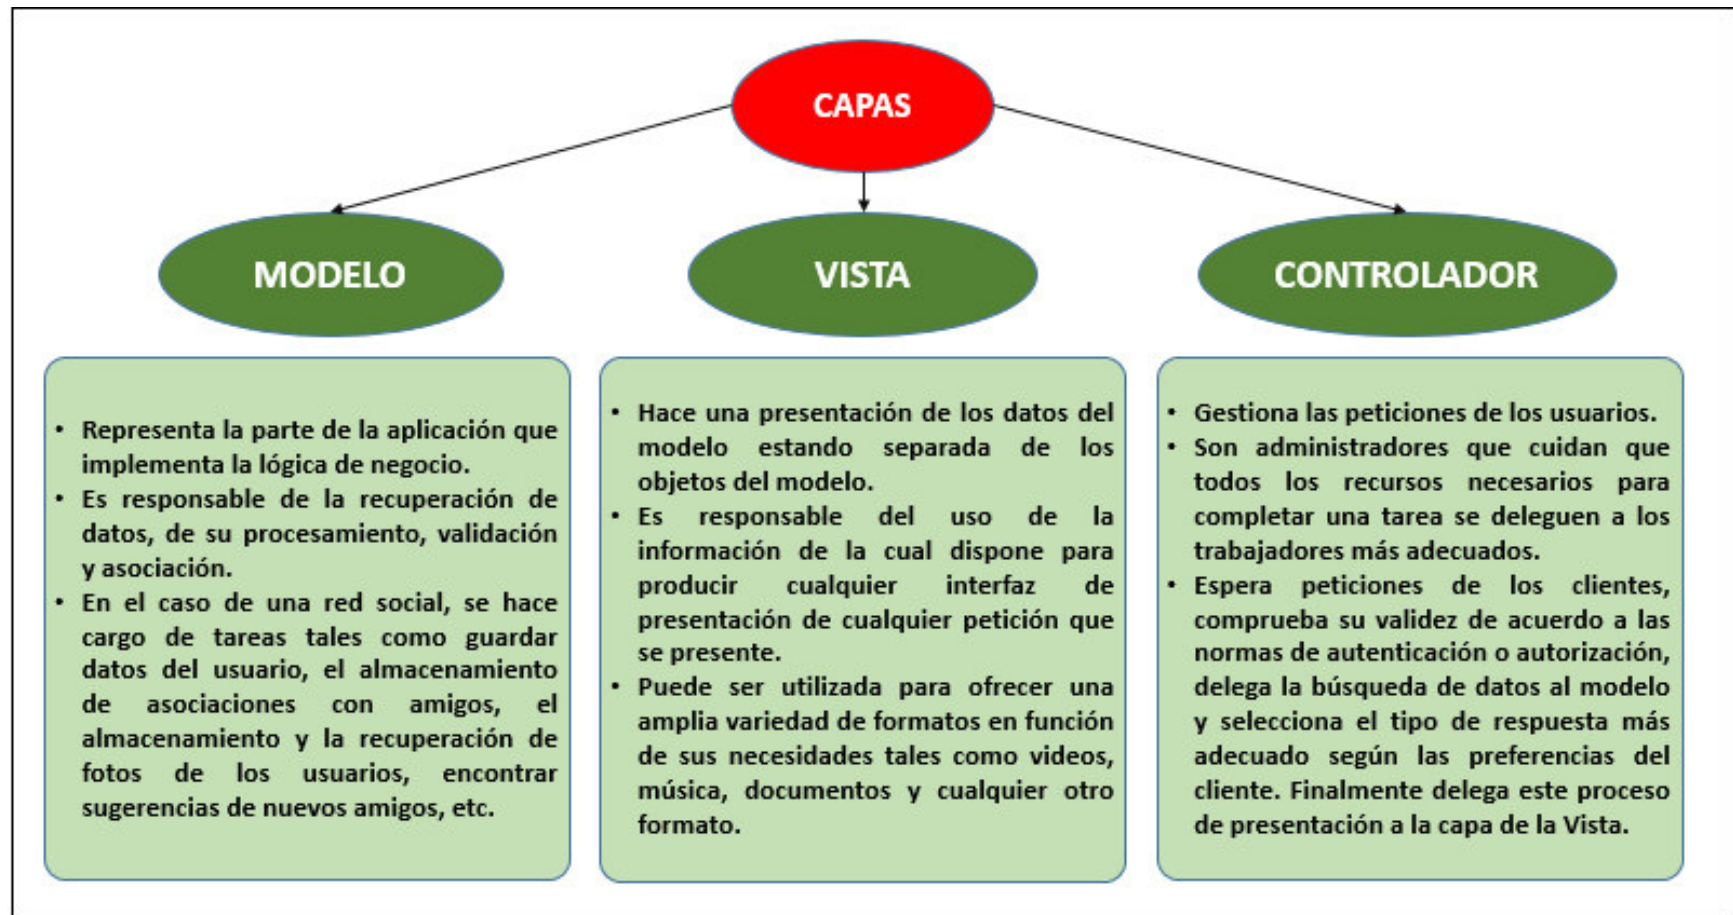 CAPAS
MODELO
VISTA
CONTROLADOR
• Representa la parte de la aplicación que
implementa la lógica de negocio.
• Es responsable de la recuperación de
datos, de su procesamiento, validación
y asociación.
• En el caso de una red social, se hace
cargo de tareas tales como guardar
datos del usuario, el almacenamiento
de asociaciones con amigos, el
almacenamiento y la recuperación de
fotos de los usuarios, encontrar
sugerencias de nuevos amigos, etc.
• Hace una presentación de los datos del
modelo estando separada de los
objetos del modelo.
• Es responsable del uso de la
información de la cual dispone para
producir cualquier interfaz de
presentación de cualquier petición que
se presente.
• Puede ser utilizada para ofrecer una
amplia variedad de formatos en función
de sus necesidades tales como videos,
música, documentos y cualquier otro
formato.
• Gestiona las peticiones de los usuarios.
• Son administradores que cuidan que
todos los recursos necesarios para
completar una tarea se deleguen a los
trabajadores más adecuados.
• Espera peticiones de los clientes,
comprueba su validez de acuerdo a las
normas de autenticación o autorización,
delega la búsqueda de datos al modelo
y selecciona el tipo de respuesta más
adecuado según las preferencias del
cliente. Finalmente delega este proceso
de presentación a la capa de la Vista.